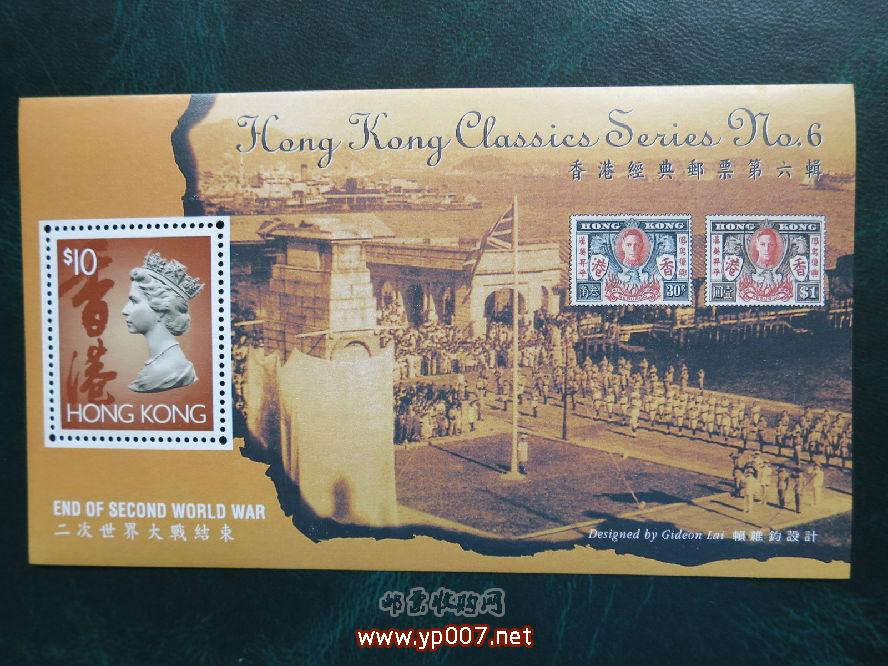 Hong Kong Classics Series No.6
香港經典郵票第六輯
$10
香港
HONG KONG
HONG KONG
香港
30¢
HONG KONG
香港
$1
END OF SECOND WORLD WAR
二次世界大戰結束
Designed by Gideon Lai 賴維鈞設計
邮票收购网
www.yp007.net